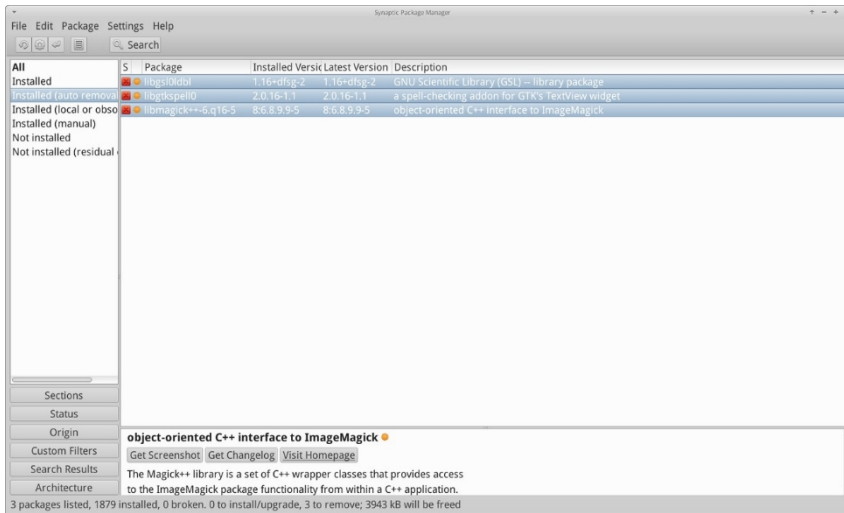 Synaptic Package Manager
File Edit Package Settings Help
Search
All
Installed
Installed (auto remova
Installed (local or obso
Installed (manual)
Not installed
Not installed (residual
S Package Installed Versic Latest Version Description
libgsl0ldbl 1.16+dfsg-2 1.16+dfsg-2 GNU Scientific Library (GSL) -- library package
libgtkspell0 2.0.16-1.1 2.0.16-1.1 a spell-checking addon for GTK's TextView widget
libmagick++-6.q16-5 8:6.8.9.9-5 8:6.8.9.9-5 object-oriented C++ interface to ImageMagick
Sections
Status
Origin
Custom Filters
Search Results
Architecture
object-oriented C++ interface to ImageMagick
Get Screenshot Get Changelog Visit Homepage
The Magick++ library is a set of C++ wrapper classes that provides access
to the ImageMagick package functionality from within a C++ application.
3 packages listed, 1879 installed, 0 broken. 0 to install/upgrade, 3 to remove; 3943 kB will be freed